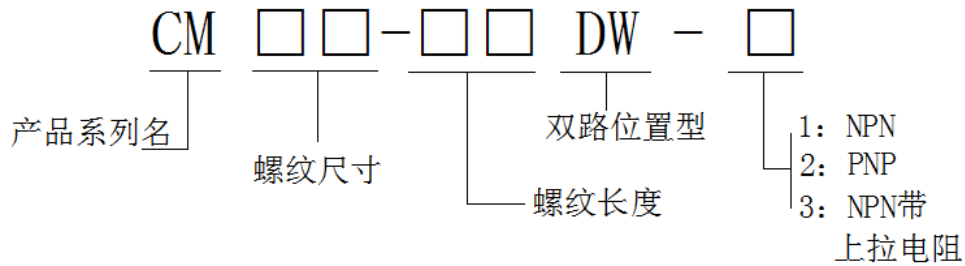 CM □□-□□ DW - □
产品系列名
螺纹尺寸
螺纹长度
双路位置型
1: NPN
2: PNP
3: NPN带
上拉电阻